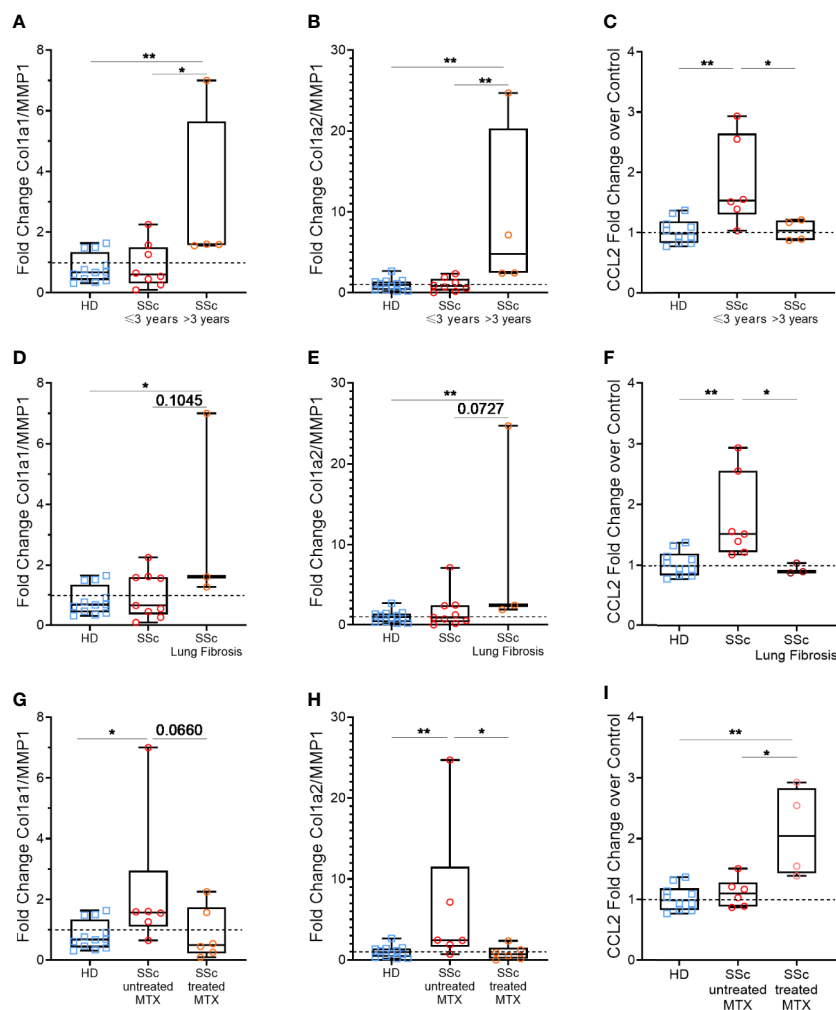 A
Fold Change Col1a1/MMP1
8
6
4
2
0
**
*
HD
SSc
SSc
≤3 years
>3 years
B
Fold Change Col1a2/MMP1
30
20
10
0
**
**
HD
SSc
SSc
≤3 years
>3 years
C
CCL2 Fold Change over Control
4
3
2
1
0
**
*
HD
SSc
SSc
≤3 years
>3 years
D
Fold Change Col1a1/MMP1
8
6
4
2
0
*
0.1045
HD
SSc
SSc
Lung Fibrosis
E
Fold Change Col1a2/MMP1
30
20
10
0
**
0.0727
HD
SSc
SSc
Lung Fibrosis
F
CCL2 Fold Change over Control
4
3
2
1
0
**
*
HD
SSc
SSc
Lung Fibrosis
G
Fold Change Col1a1/MMP1
8
6
4
2
0
*
0.0660
HD
SSc
untreated
MTX
SSc
treated
MTX
H
Fold Change Col1a2/MMP1
30
20
10
0
**
*
HD
SSc
untreated
MTX
SSc
treated
MTX
I
CCL2 Fold Change over Control
4
3
2
1
0
**
*
HD
SSc
untreated
MTX
SSc
treated
MTX